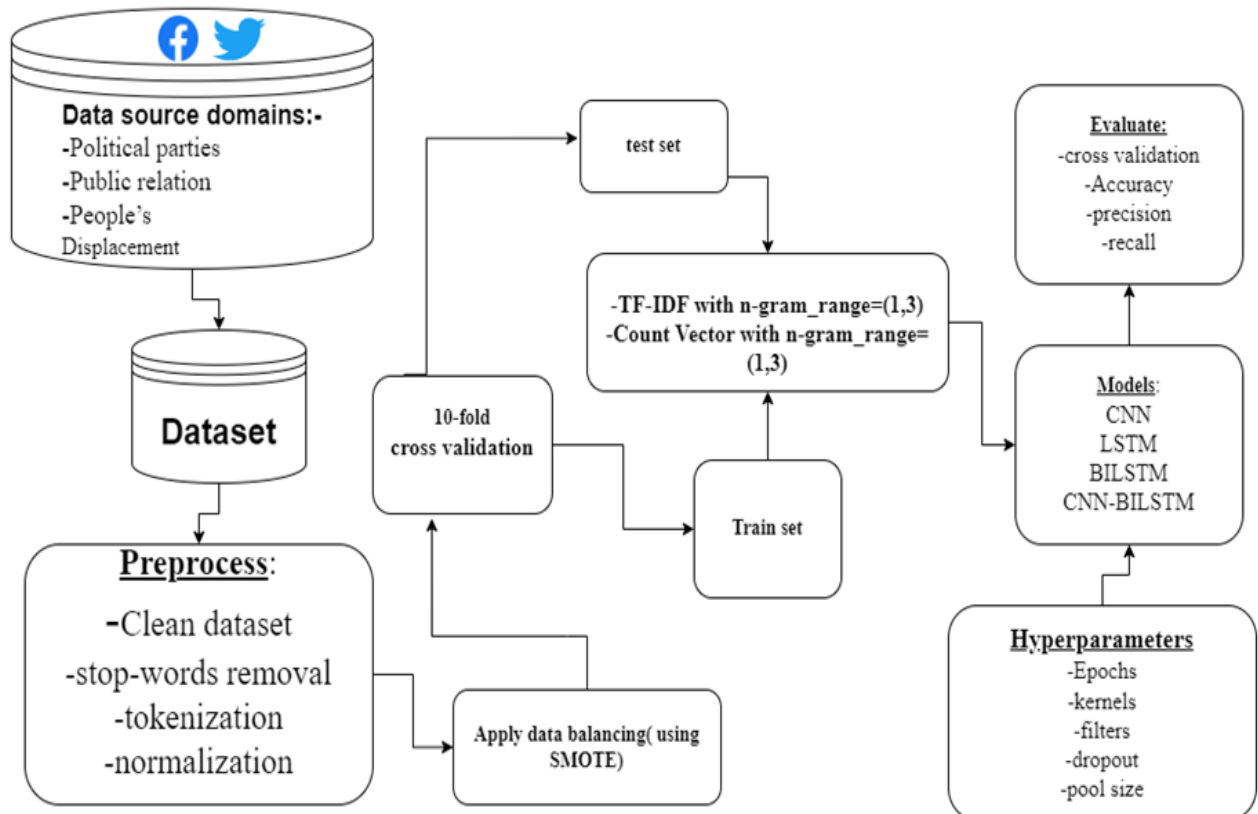 Data source domains:-
-Political parties
-Public relation
-People's
Displacement
Dataset
Preprocess:
-Clean dataset
-stop-words removal
-tokenization
-normalization
Apply data balancing( using
SMOTE)
10-fold
cross validation
test set
Train set
-TF-IDF with n-gram_range=(1,3)
-Count Vector with n-gram_range=
(1,3)
Models:
CNN
LSTM
BILSTM
CNN-BILSTM
Hyperparameters
-Epochs
-kernels
-filters
-dropout
-pool size
Evaluate:
-cross validation
-Accuracy
-precision
-recall